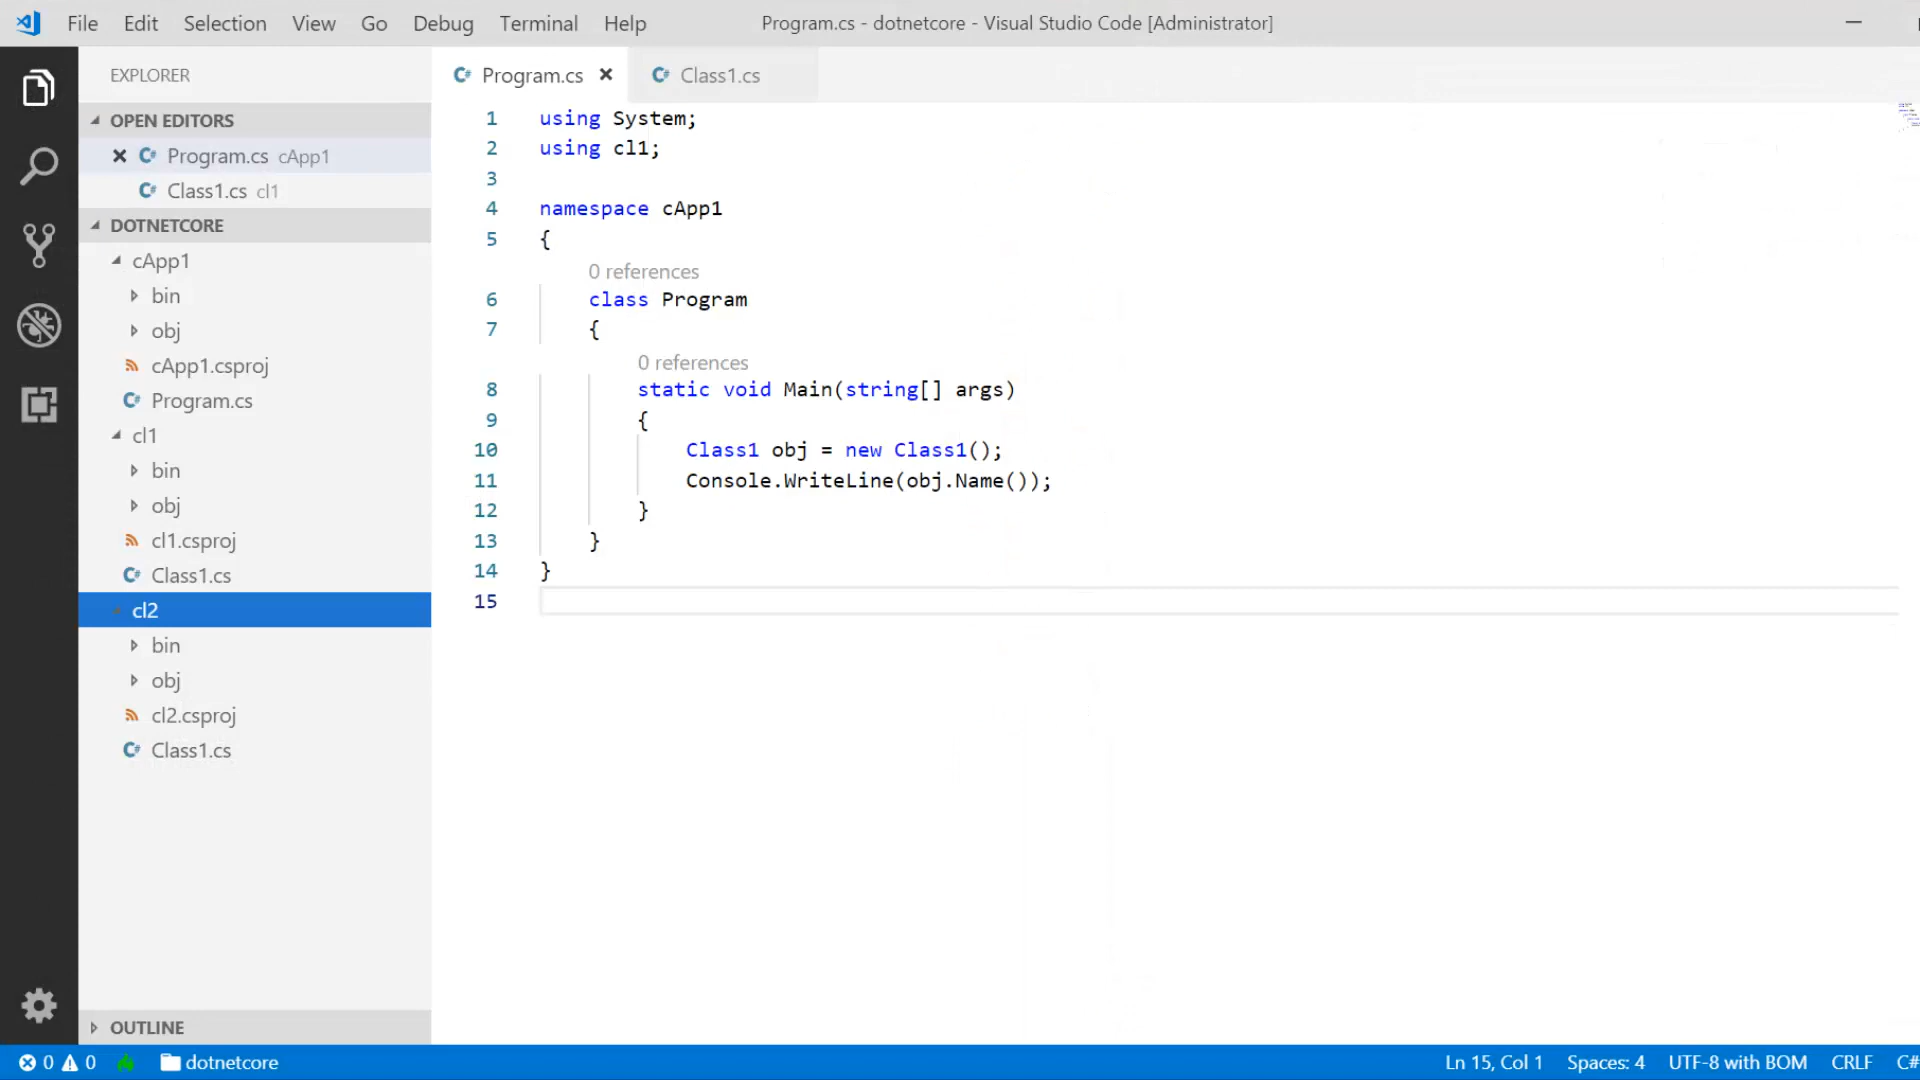 File Edit Selection View Go Debug Terminal Help Program.cs - dotnetcore - Visual Studio Code [Administrator]
EXPLORER
OPEN EDITORS
Program.cs cApp1
Class1.cs cl1
DOTNETCORE
cApp1
bin
obj
cApp1.csproj
Program.cs
cl1
bin
obj
cl1.csproj
Class1.cs
cl2
bin
obj
cl2.csproj
Class1.cs
OUTLINE
Program.cs Class1.cs
1 using System;
2 using cl1;
3
4 namespace cApp1
5 {
0 references
6 class Program
7 {
0 references
8 static void Main(string[] args)
9 {
10 Class1 obj = new Class1();
11 Console.WriteLine(obj.Name());
12 }
13 }
14 }
15
0 0 dotnetcore Ln 15, Col 1 Spaces: 4 UTF-8 with BOM CRLF C#